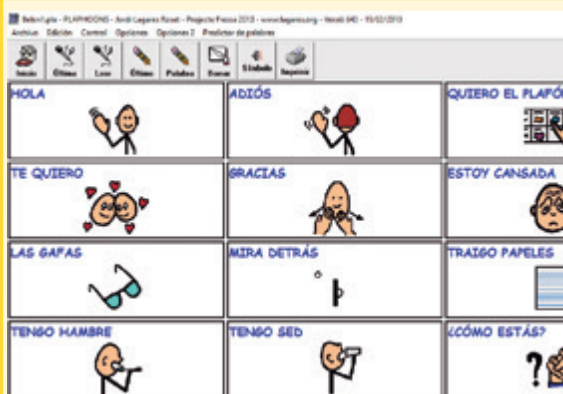 Archivo Edición Control Opciones Opciones 2 Predictor de palabras
Inicio Último Leer Último Palabra Borrar Símbolo Imprimir
HOLA ADIÓS QUIERO EL PLAFÓ
TE QUIERO GRACIAS ESTOY CANSADA
LAS GAFAS MIRA DETRÁS TRAIGO PAPELES
TENGO HAMBRE TENGO SED ¿CÓMO ESTÁS?